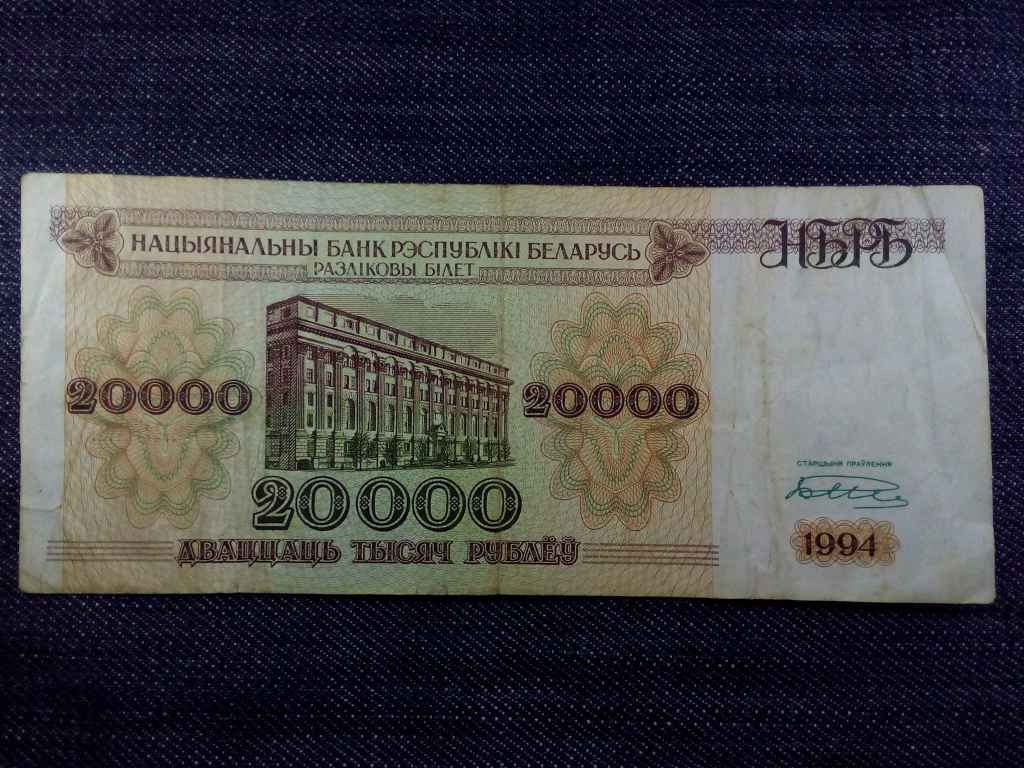 НАЦЫЯНАЛЬНЫ БАНК РЭСПУБЛІКІ БЕЛАРУСЬ
РАЗЛІКОВЫ БІЛЕТ
НБРБ
20000
20000
20000
ДВАЦЦАЦЬ ТЫСЯЧ РУБЛЁЎ
СТАРШЫНЯ ПРАЎЛЕННЯ
1994